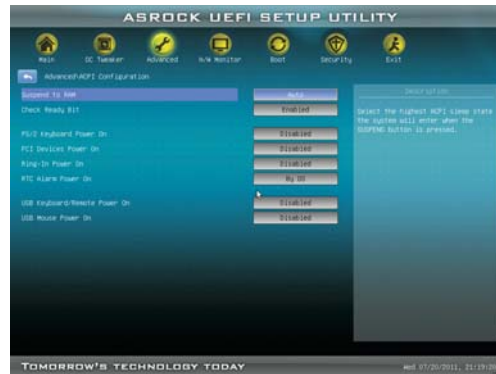 ASROCK UEFI SETUP UTILITY
Main OC Tweaker Advanced H/W Monitor Boot Security Exit
Advanced\ACPI Configuration
Suspend to RAM Auto
Check Ready Bit Enabled
PS/2 Keyboard Power On Disabled
PCI Devices Power On Disabled
Ring-In Power On Disabled
RTC Alarm Power On By OS
USB Keyboard/Remote Power On Disabled
USB Mouse Power On Disabled
Description
Select the highest ACPI sleep state
the system will enter when the
SUSPEND button is pressed.
TOMORROW'S TECHNOLOGY TODAY
Wed 07/20/2011,